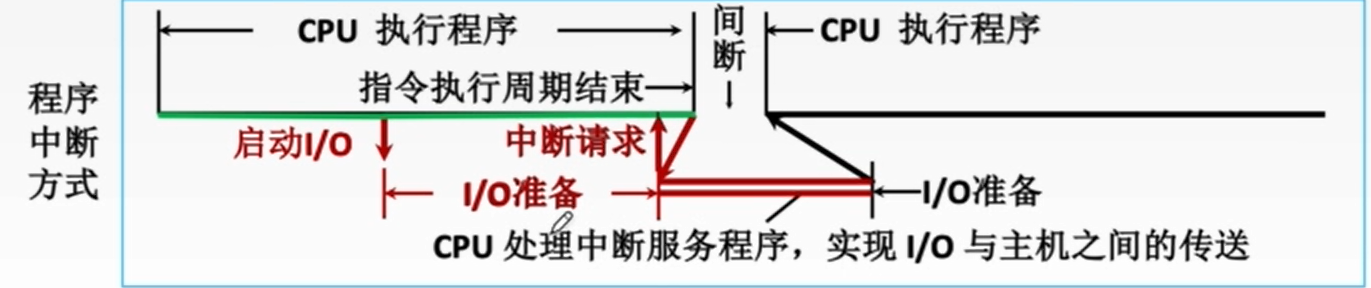 CPU 执行程序
间断
CPU 执行程序
指令执行周期结束
程序
中断
方式
启动I/O
中断请求
I/O准备
I/O准备
CPU 处理中断服务程序，实现 I/O 与主机之间的传送